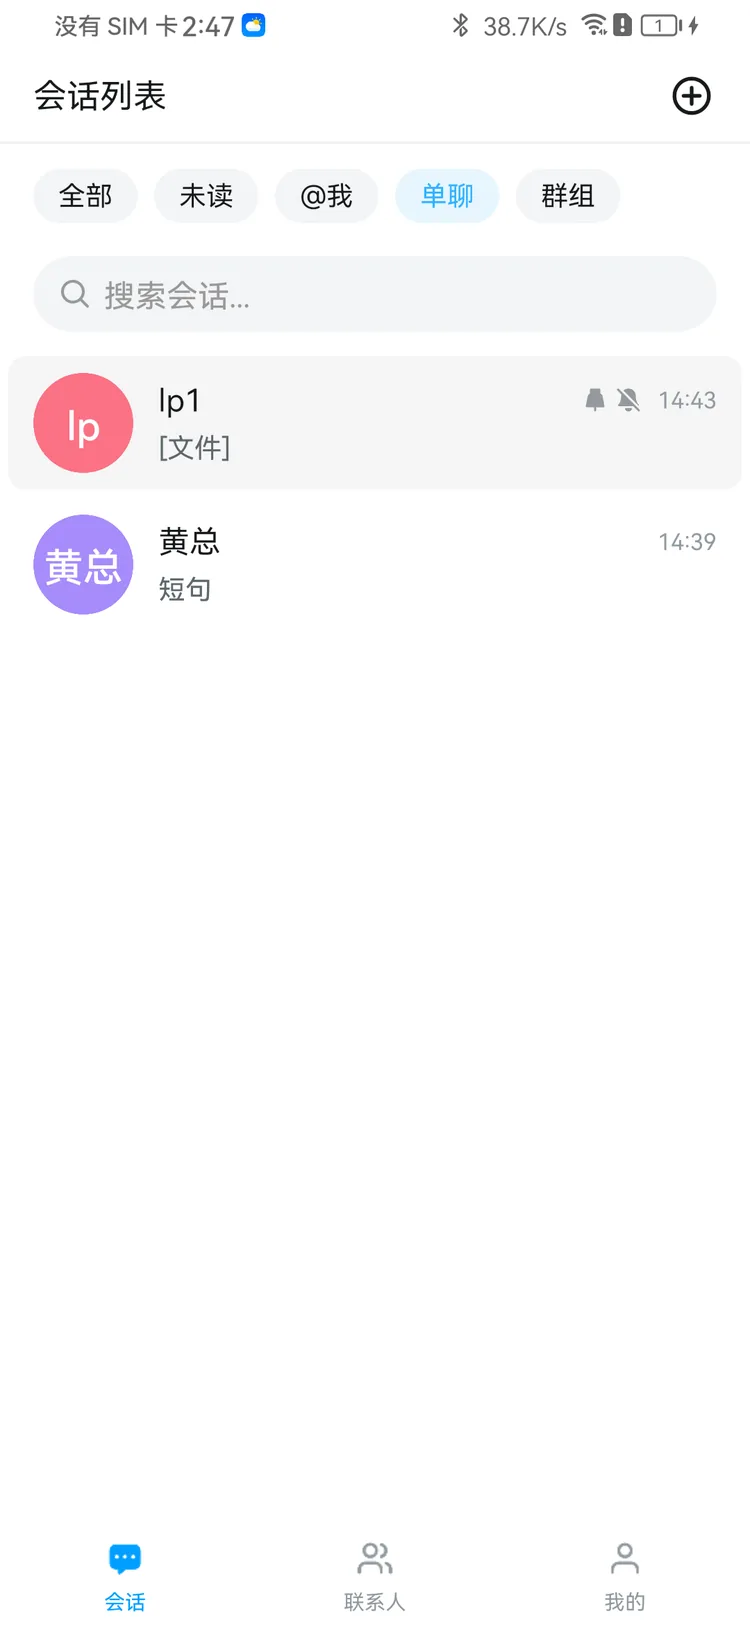 没有 SIM 卡 2:47 38.7K/s 1
会话列表
全部 未读 @我 单聊 群组
搜索会话...
lp lp1 14:43
[文件]
黄总 黄总 14:39
短句
会话 联系人 我的